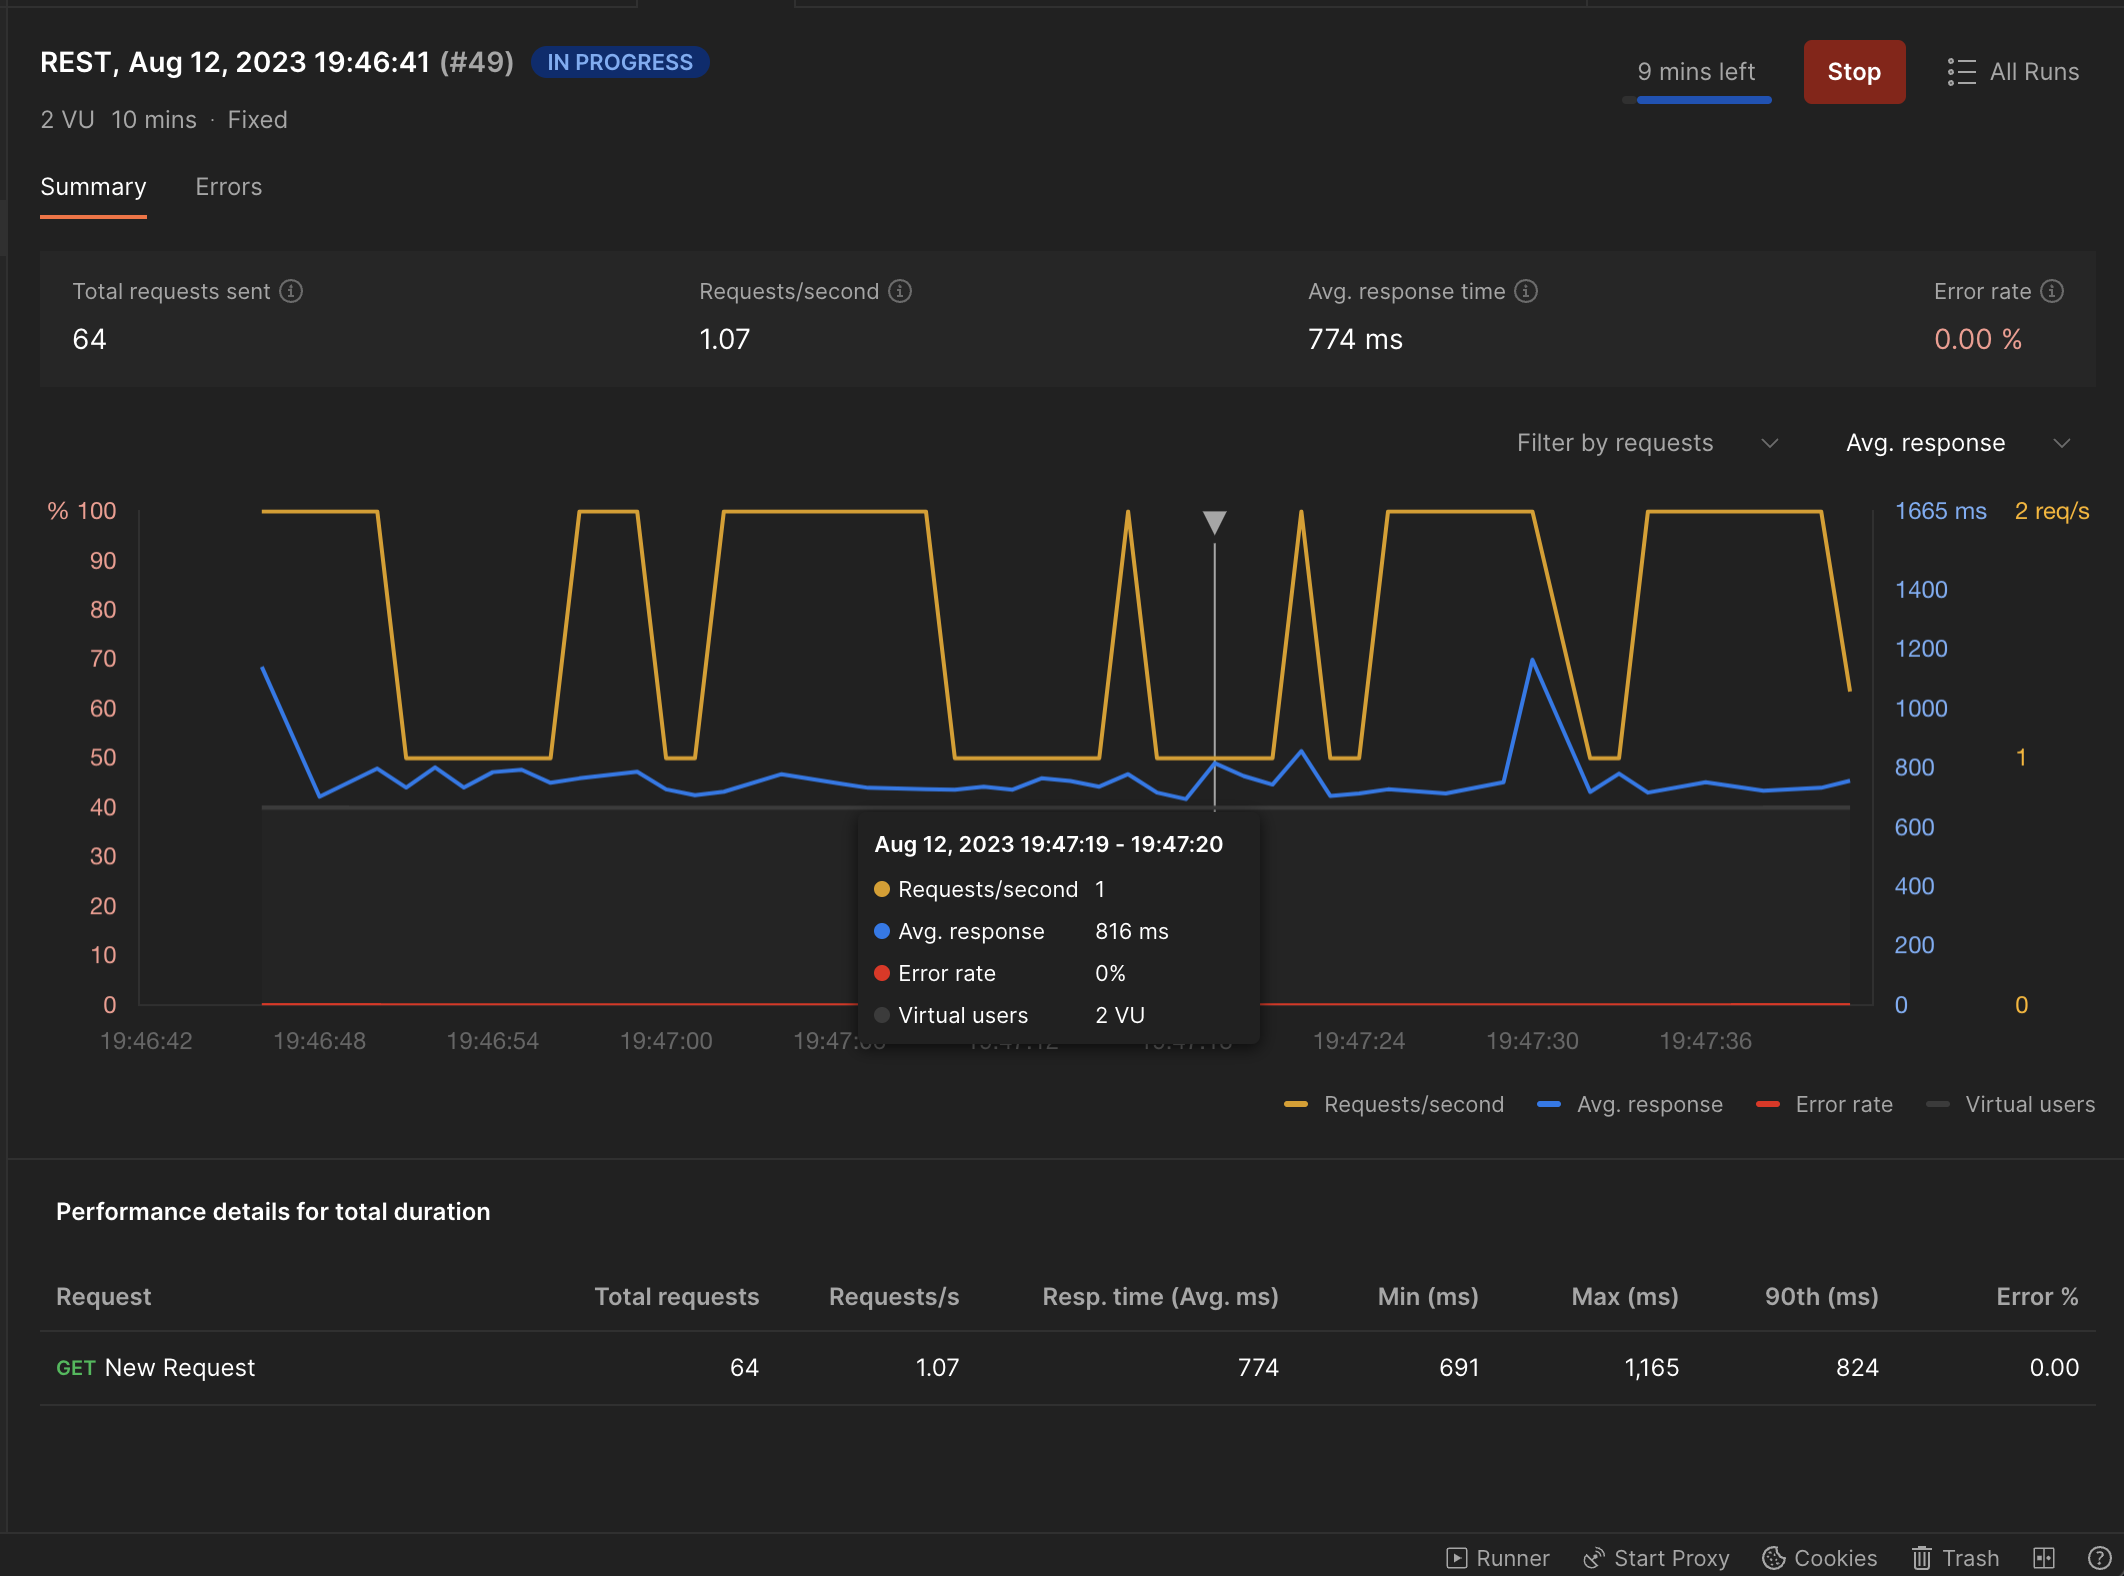 REST, Aug 12, 2023 19:46:41 (#49) IN PROGRESS
9 mins left Stop All Runs
2 VU 10 mins · Fixed
Summary Errors
Total requests sent Requests/second Avg. response time Error rate
64 1.07 774 ms 0.00 %
Filter by requests Avg. response
% 100 1665 ms 2 req/s
90
1400
80
70 1200
60 1000
50 1
800
40
600
30
400
20
200
10
0 0 0
Aug 12, 2023 19:47:19 - 19:47:20
Requests/second 1
Avg. response 816 ms
Error rate 0%
Virtual users 2 VU
19:46:42 19:46:48 19:46:54 19:47:00 19:47:24 19:47:30 19:47:36
Requests/second Avg. response Error rate Virtual users
Performance details for total duration
Request Total requests Requests/s Resp. time (Avg. ms) Min (ms) Max (ms) 90th (ms) Error %
GET New Request 64 1.07 774 691 1,165 824 0.00
Runner Start Proxy Cookies Trash